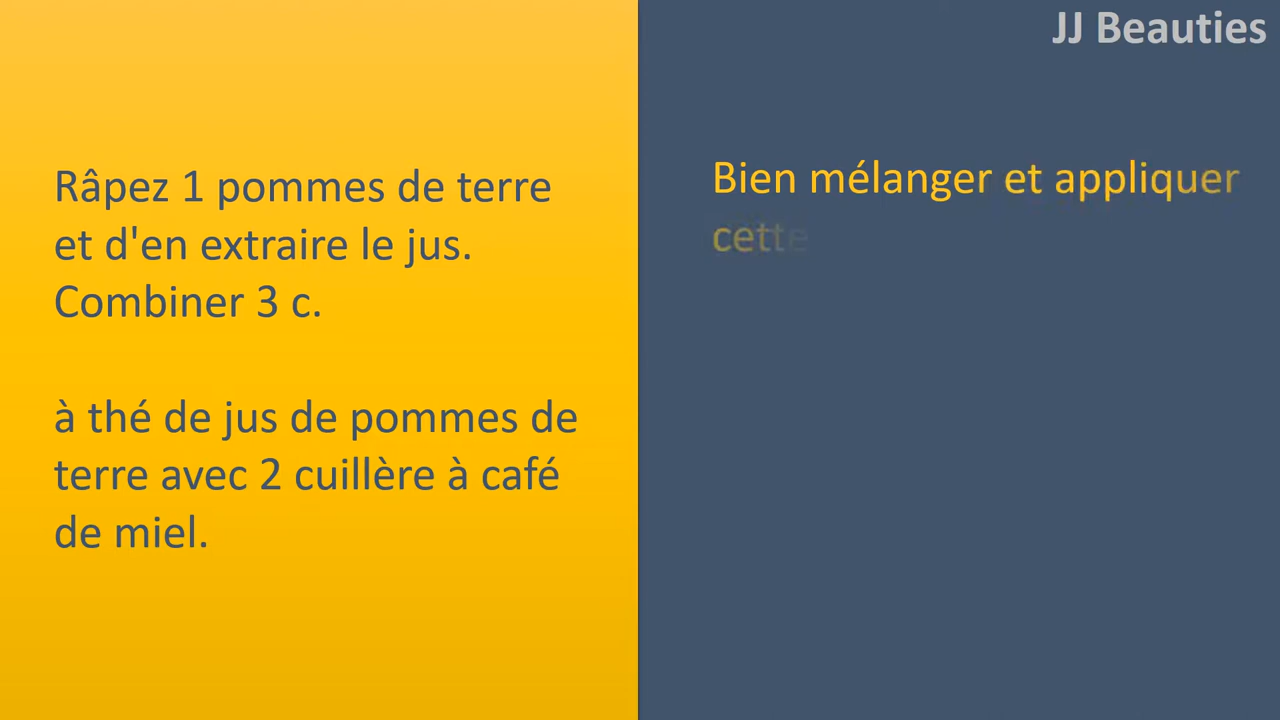 JJ Beauties
Râpez 1 pommes de terre
et d'en extraire le jus.
Combiner 3 c.
à thé de jus de pommes de
terre avec 2 cuillère à café
de miel.
Bien mélanger et appliquer
cette